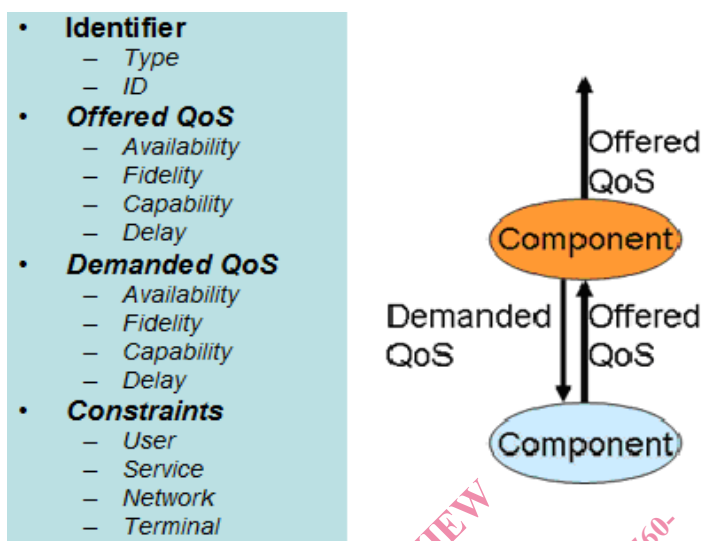 • Identifier
– Type
– ID
• Offered QoS
– Availability
– Fidelity
– Capability
– Delay
• Demanded QoS
– Availability
– Fidelity
– Capability
– Delay
• Constraints
– User
– Service
– Network
– Terminal
Offered
QoS
Component
Demanded
QoS
Offered
QoS
Component